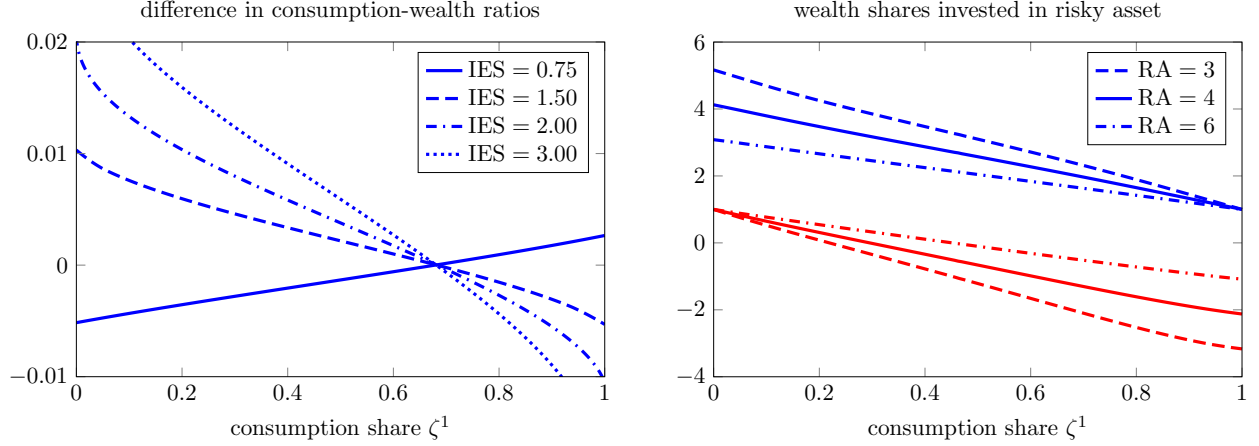 difference in consumption-wealth ratios
0.02
0.01
0
−0.01
0
0.2
0.4
0.6
0.8
1
consumption share ζ¹
IES = 0.75
IES = 1.50
IES = 2.00
IES = 3.00
wealth shares invested in risky asset
6
4
2
0
−2
−4
0
0.2
0.4
0.6
0.8
1
consumption share ζ¹
RA = 3
RA = 4
RA = 6